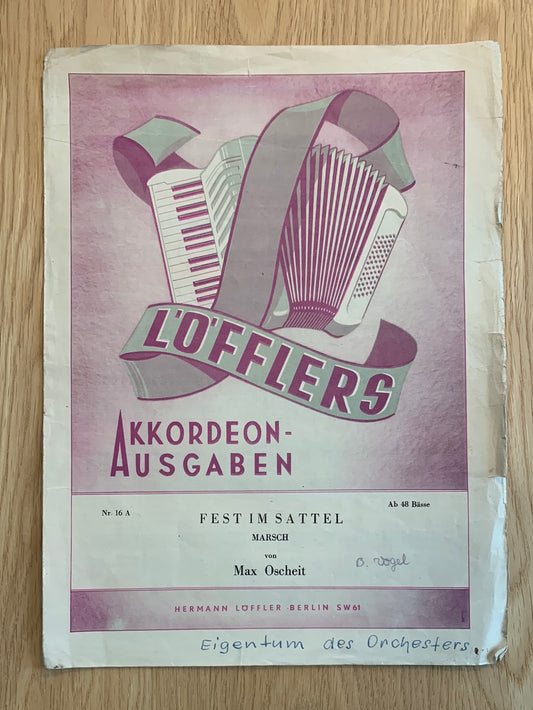 LÖFFLERS
AKKORDEON-
AUSGABEN
Nr. 16 A
Ab 48 Bässe
FEST IM SATTEL
MARSCH
von
Max Oscheit
B. Vogel
HERMANN LÖFFLER · BERLIN SW61
Eigentum des Orchesters